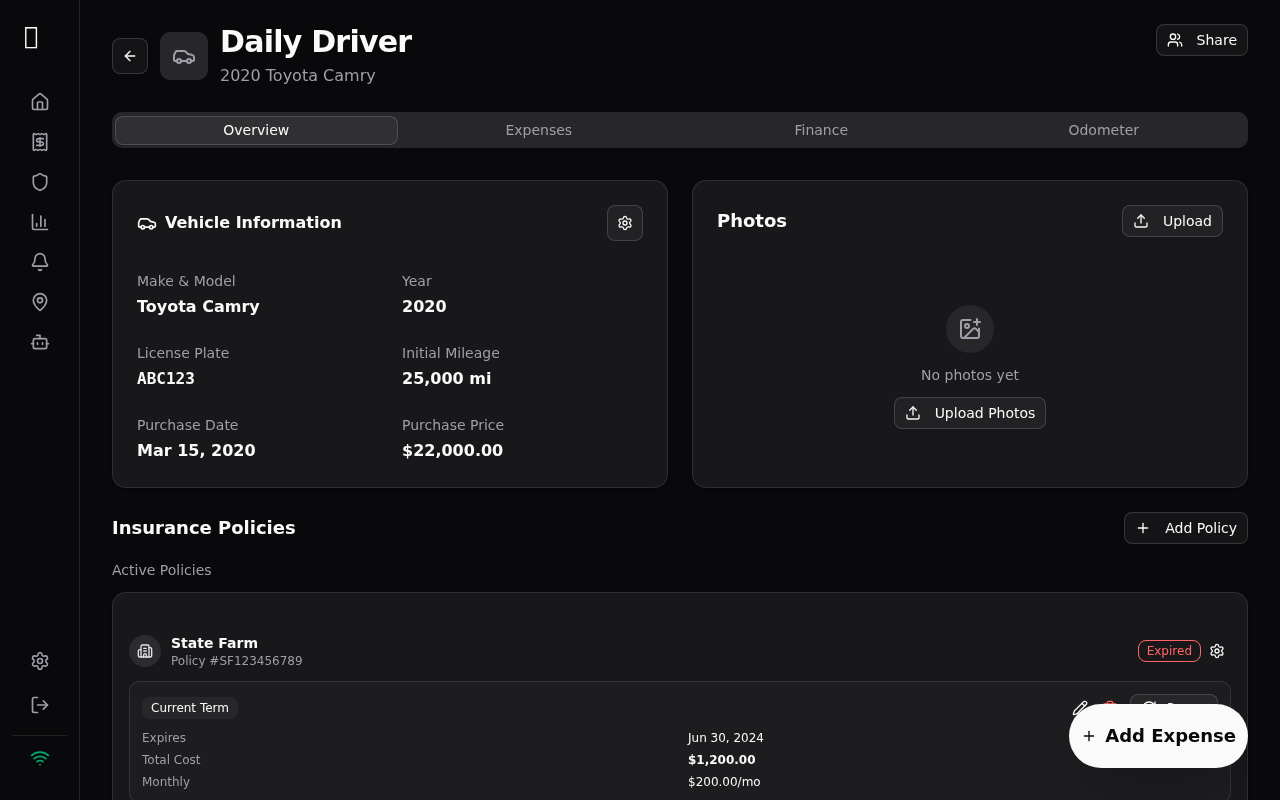 Daily Driver
2020 Toyota Camry
Share
Overview
Expenses
Finance
Odometer
Vehicle Information
Make & Model
Toyota Camry
Year
2020
License Plate
ABC123
Initial Mileage
25,000 mi
Purchase Date
Mar 15, 2020
Purchase Price
$22,000.00
Photos
Upload
No photos yet
Upload Photos
Insurance Policies
Add Policy
Active Policies
State Farm
Policy #SF123456789
Expired
Current Term
Expires
Jun 30, 2024
Total Cost
$1,200.00
Monthly
$200.00/mo
Add Expense